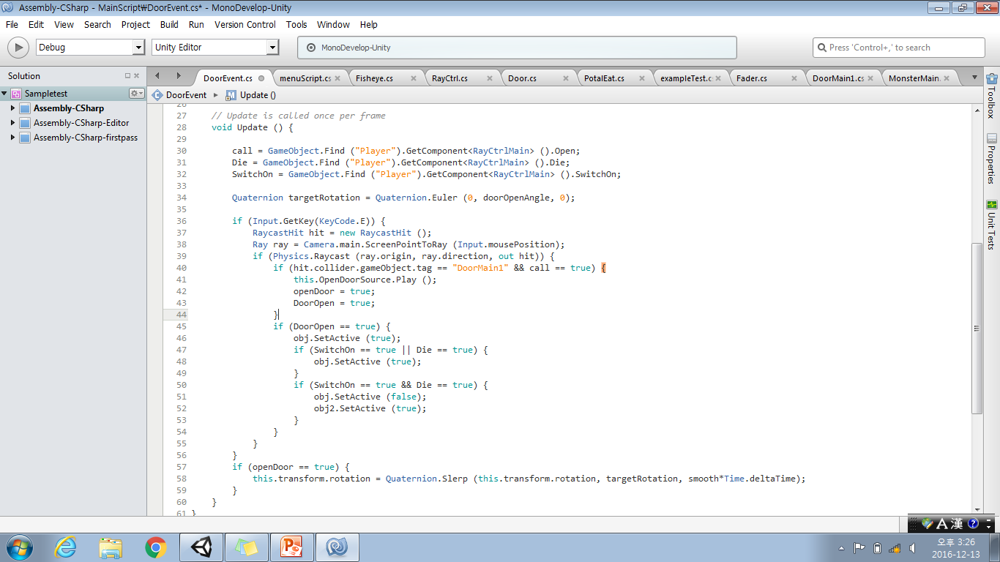 Assembly-CSharp - MainScript₩DoorEvent.cs* - MonoDevelop-Unity
File Edit View Search Project Build Run Version Control Tools Window Help
Debug Unity Editor MonoDevelop-Unity Press 'Control+,' to search
Solution
DoorEvent.cs menuScript.cs Fisheye.cs RayCtrl.cs Door.cs PotalEat.cs exampleTest.c Fader.cs DoorMain1.cs MonsterMain.
Sampletest
DoorEvent Update ()
Assembly-CSharp
Assembly-CSharp-Editor
Assembly-CSharp-firstpass
26
27 // Update is called once per frame
28 void Update () {
29
30 call = GameObject.Find ("Player").GetComponent<RayCtrlMain> ().Open;
31 Die = GameObject.Find ("Player").GetComponent<RayCtrlMain> ().Die;
32 SwitchOn = GameObject.Find ("Player").GetComponent<RayCtrlMain> ().SwitchOn;
33
34 Quaternion targetRotation = Quaternion.Euler (0, doorOpenAngle, 0);
35
36 if (Input.GetKey(KeyCode.E)) {
37 RaycastHit hit = new RaycastHit ();
38 Ray ray = Camera.main.ScreenPointToRay (Input.mousePosition);
39 if (Physics.Raycast (ray.origin, ray.direction, out hit)) {
40 if (hit.collider.gameObject.tag == "DoorMain1" && call == true) {
41 this.OpenDoorSource.Play ();
42 openDoor = true;
43 DoorOpen = true;
44 }
45 if (DoorOpen == true) {
46 obj.SetActive (true);
47 if (SwitchOn == true || Die == true) {
48 obj.SetActive (true);
49 }
50 if (SwitchOn == true && Die == true) {
51 obj.SetActive (false);
52 obj2.SetActive (true);
53 }
54 }
55 }
56 }
57 if (openDoor == true) {
58 this.transform.rotation = Quaternion.Slerp (this.transform.rotation, targetRotation, smooth*Time.deltaTime);
59 }
60 }
61 }
Toolbox
Properties
Unit Tests
A 漢 ?
오후 3:26
2016-12-13